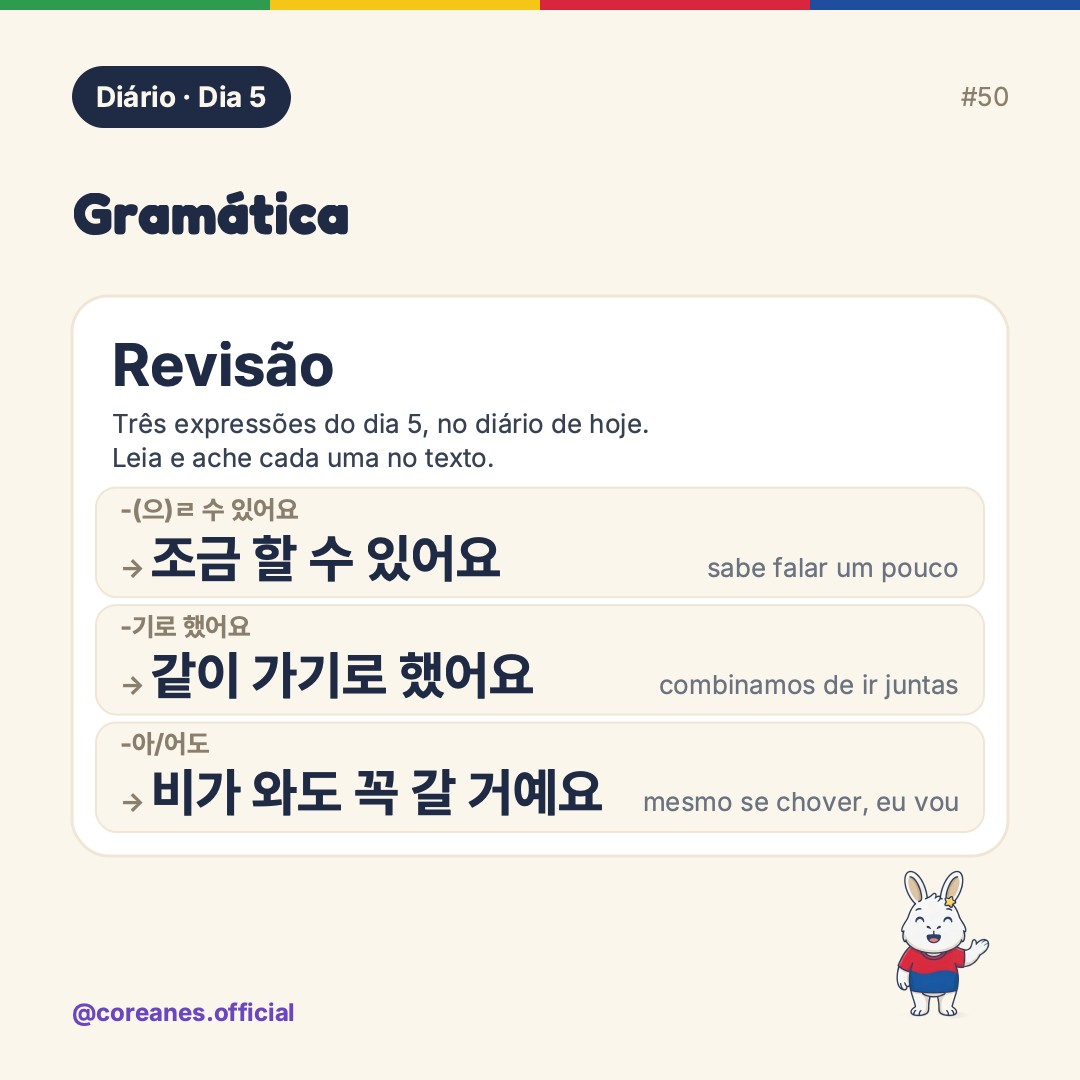 Diário · Dia 5
#50
Gramática
Revisão
Três expressões do dia 5, no diário de hoje.
Leia e ache cada uma no texto.
-(으)ㄹ 수 있어요
→ 조금 할 수 있어요
sabe falar um pouco
-기로 했어요
→ 같이 가기로 했어요
combinamos de ir juntas
-아/어도
→ 비가 와도 꼭 갈 거예요
mesmo se chover, eu vou
@coreanes.official